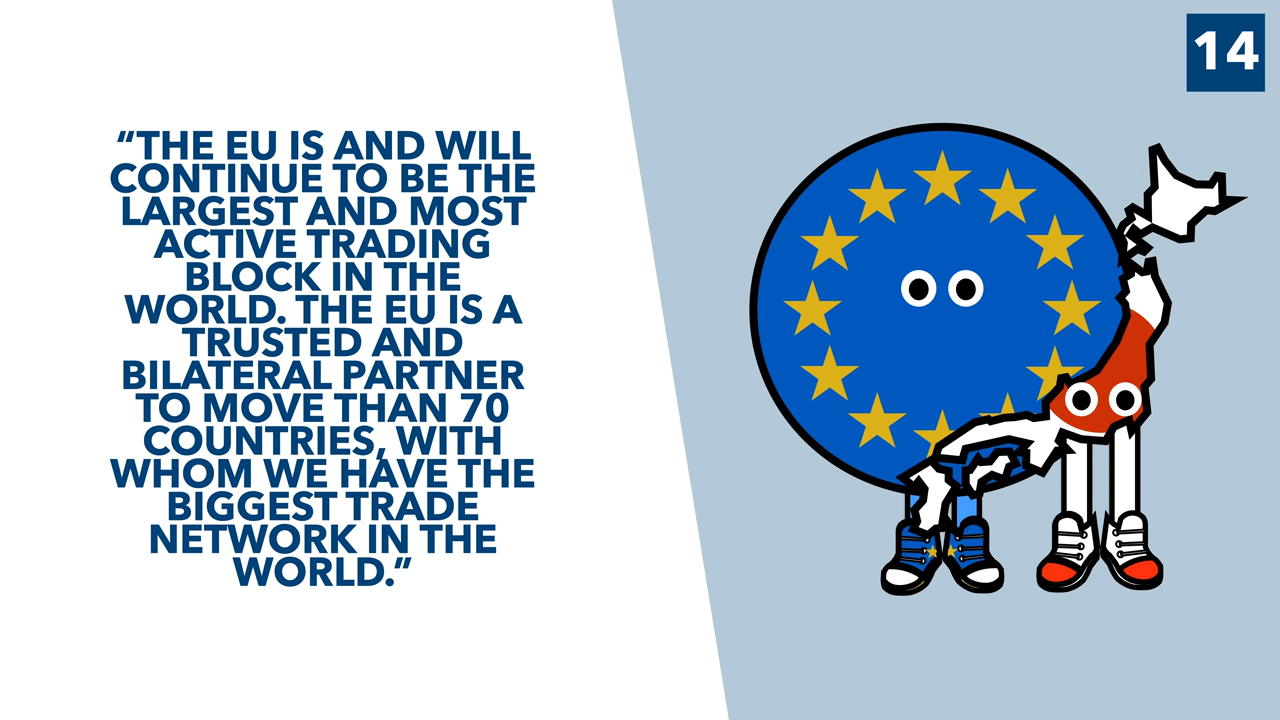 “THE EU IS AND WILL
CONTINUE TO BE THE
LARGEST AND MOST
ACTIVE TRADING
BLOCK IN THE
WORLD. THE EU IS A
TRUSTED AND
BILATERAL PARTNER
TO MOVE THAN 70
COUNTRIES, WITH
WHOM WE HAVE THE
BIGGEST TRADE
NETWORK IN THE
WORLD.”
14